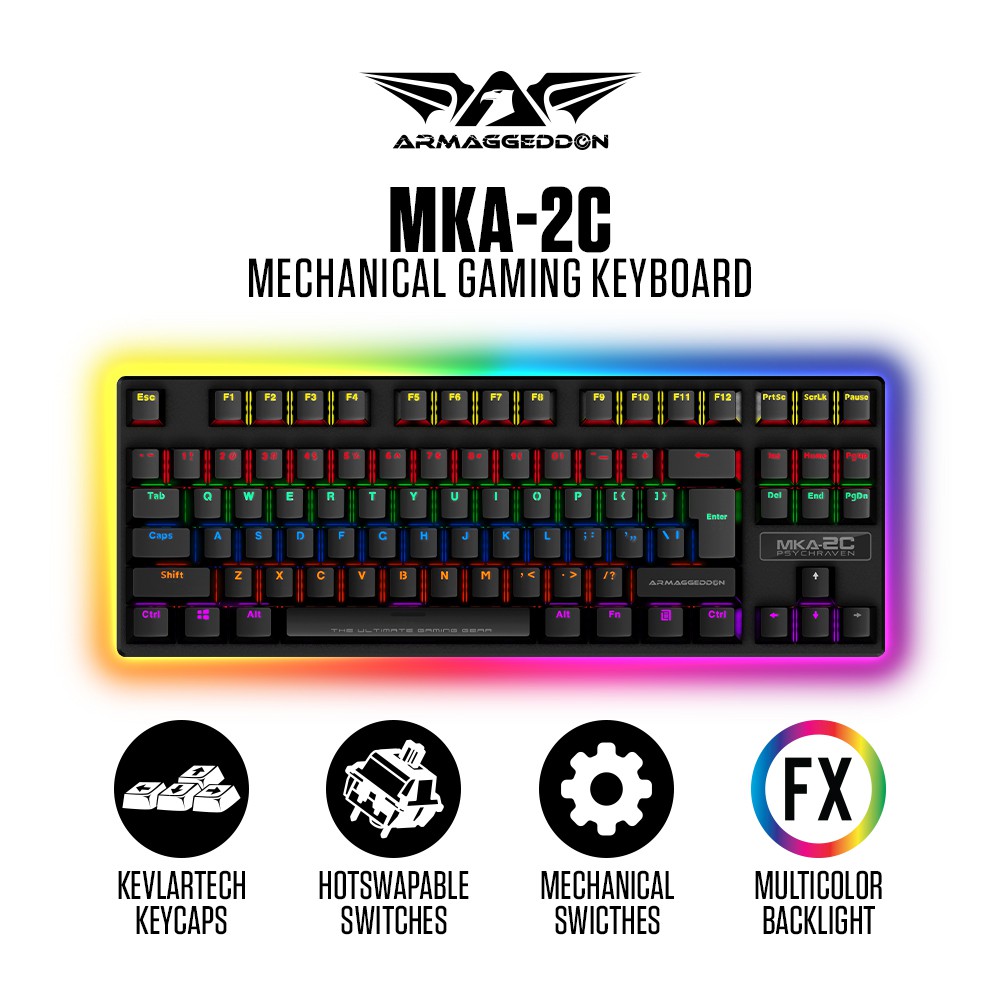 ARMAGGEDDON
MKA-2C
MECHANICAL GAMING KEYBOARD
Esc F1 F2 F3 F4 F5 F6 F7 F8 F9 F10 F11 F12 PrtSc ScrLk Pause
Home
Tab Q W E R T Y U I O P [{ ]} Enter Del End PgDn
Caps A S D F G H J K L ;: \|
MKA-2C
PSYCHRAVEN
Shift Z X C V B N M ,< .> /? ARMAGGEDDON
Ctrl Alt THE ULTIMATE GAMING GEAR Alt Fn Ctrl
FX
KEVLARTECH
KEYCAPS
HOTSWAPABLE
SWITCHES
MECHANICAL
SWICTHES
MULTICOLOR
BACKLIGHT